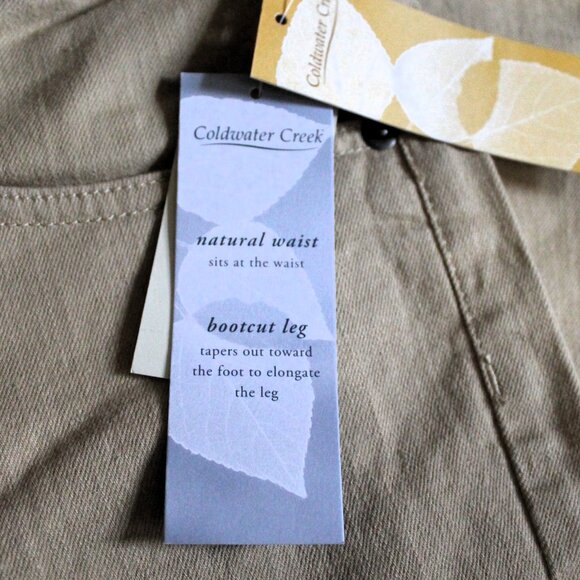 Coldwater Cre
Coldwater Creek
natural waist
sits at the waist
bootcut leg
tapers out toward
the foot to elongate
the leg